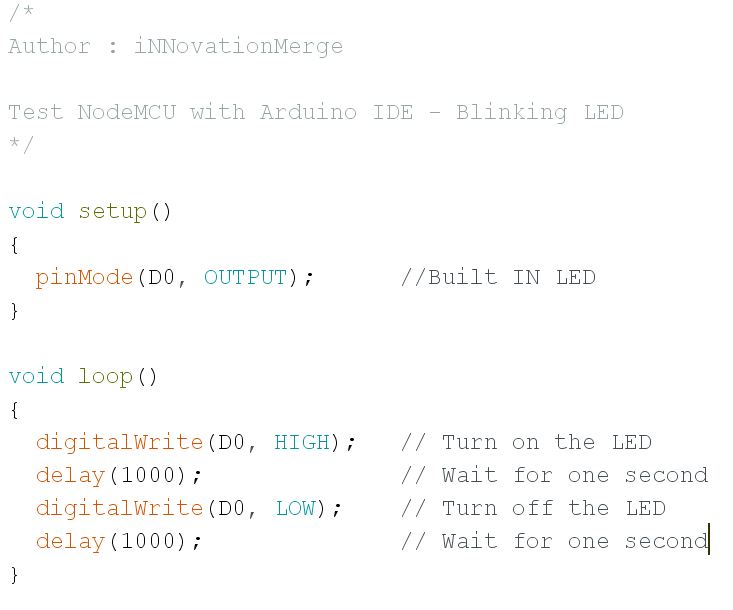 /*
Author : iNNovationMerge

Test NodeMCU with Arduino IDE - Blinking LED
*/

void setup()
{
  pinMode(D0, OUTPUT);      //Built IN LED
}

void loop()
{
  digitalWrite(D0, HIGH);   // Turn on the LED
  delay(1000);              // Wait for one second
  digitalWrite(D0, LOW);    // Turn off the LED
  delay(1000);              // Wait for one second
}